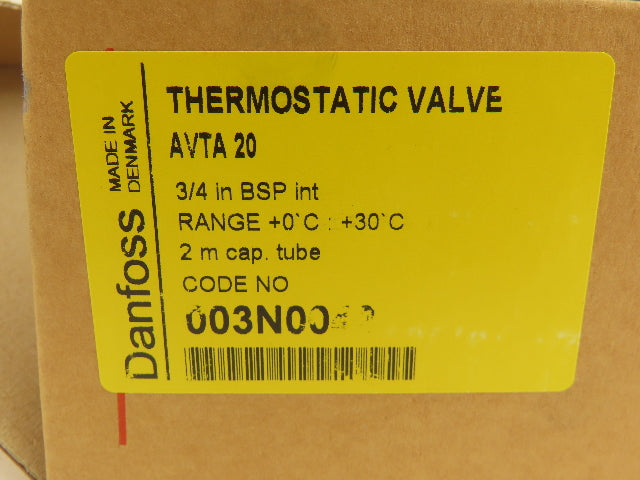 THERMOSTATIC VALVE
AVTA 20
3/4 in BSP int
RANGE +0`C : +30`C
2 m cap. tube
CODE NO
Danfoss
MADE IN
DENMARK